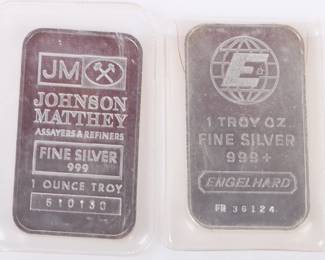 JM
JOHNSON
MATTHEY
ASSAYERS & REFINERS
FINE SILVER
999
1 OUNCE TROY
610130
E
1 TROY OZ.
FINE SILVER
999+
ENGELHARD
FR 36124